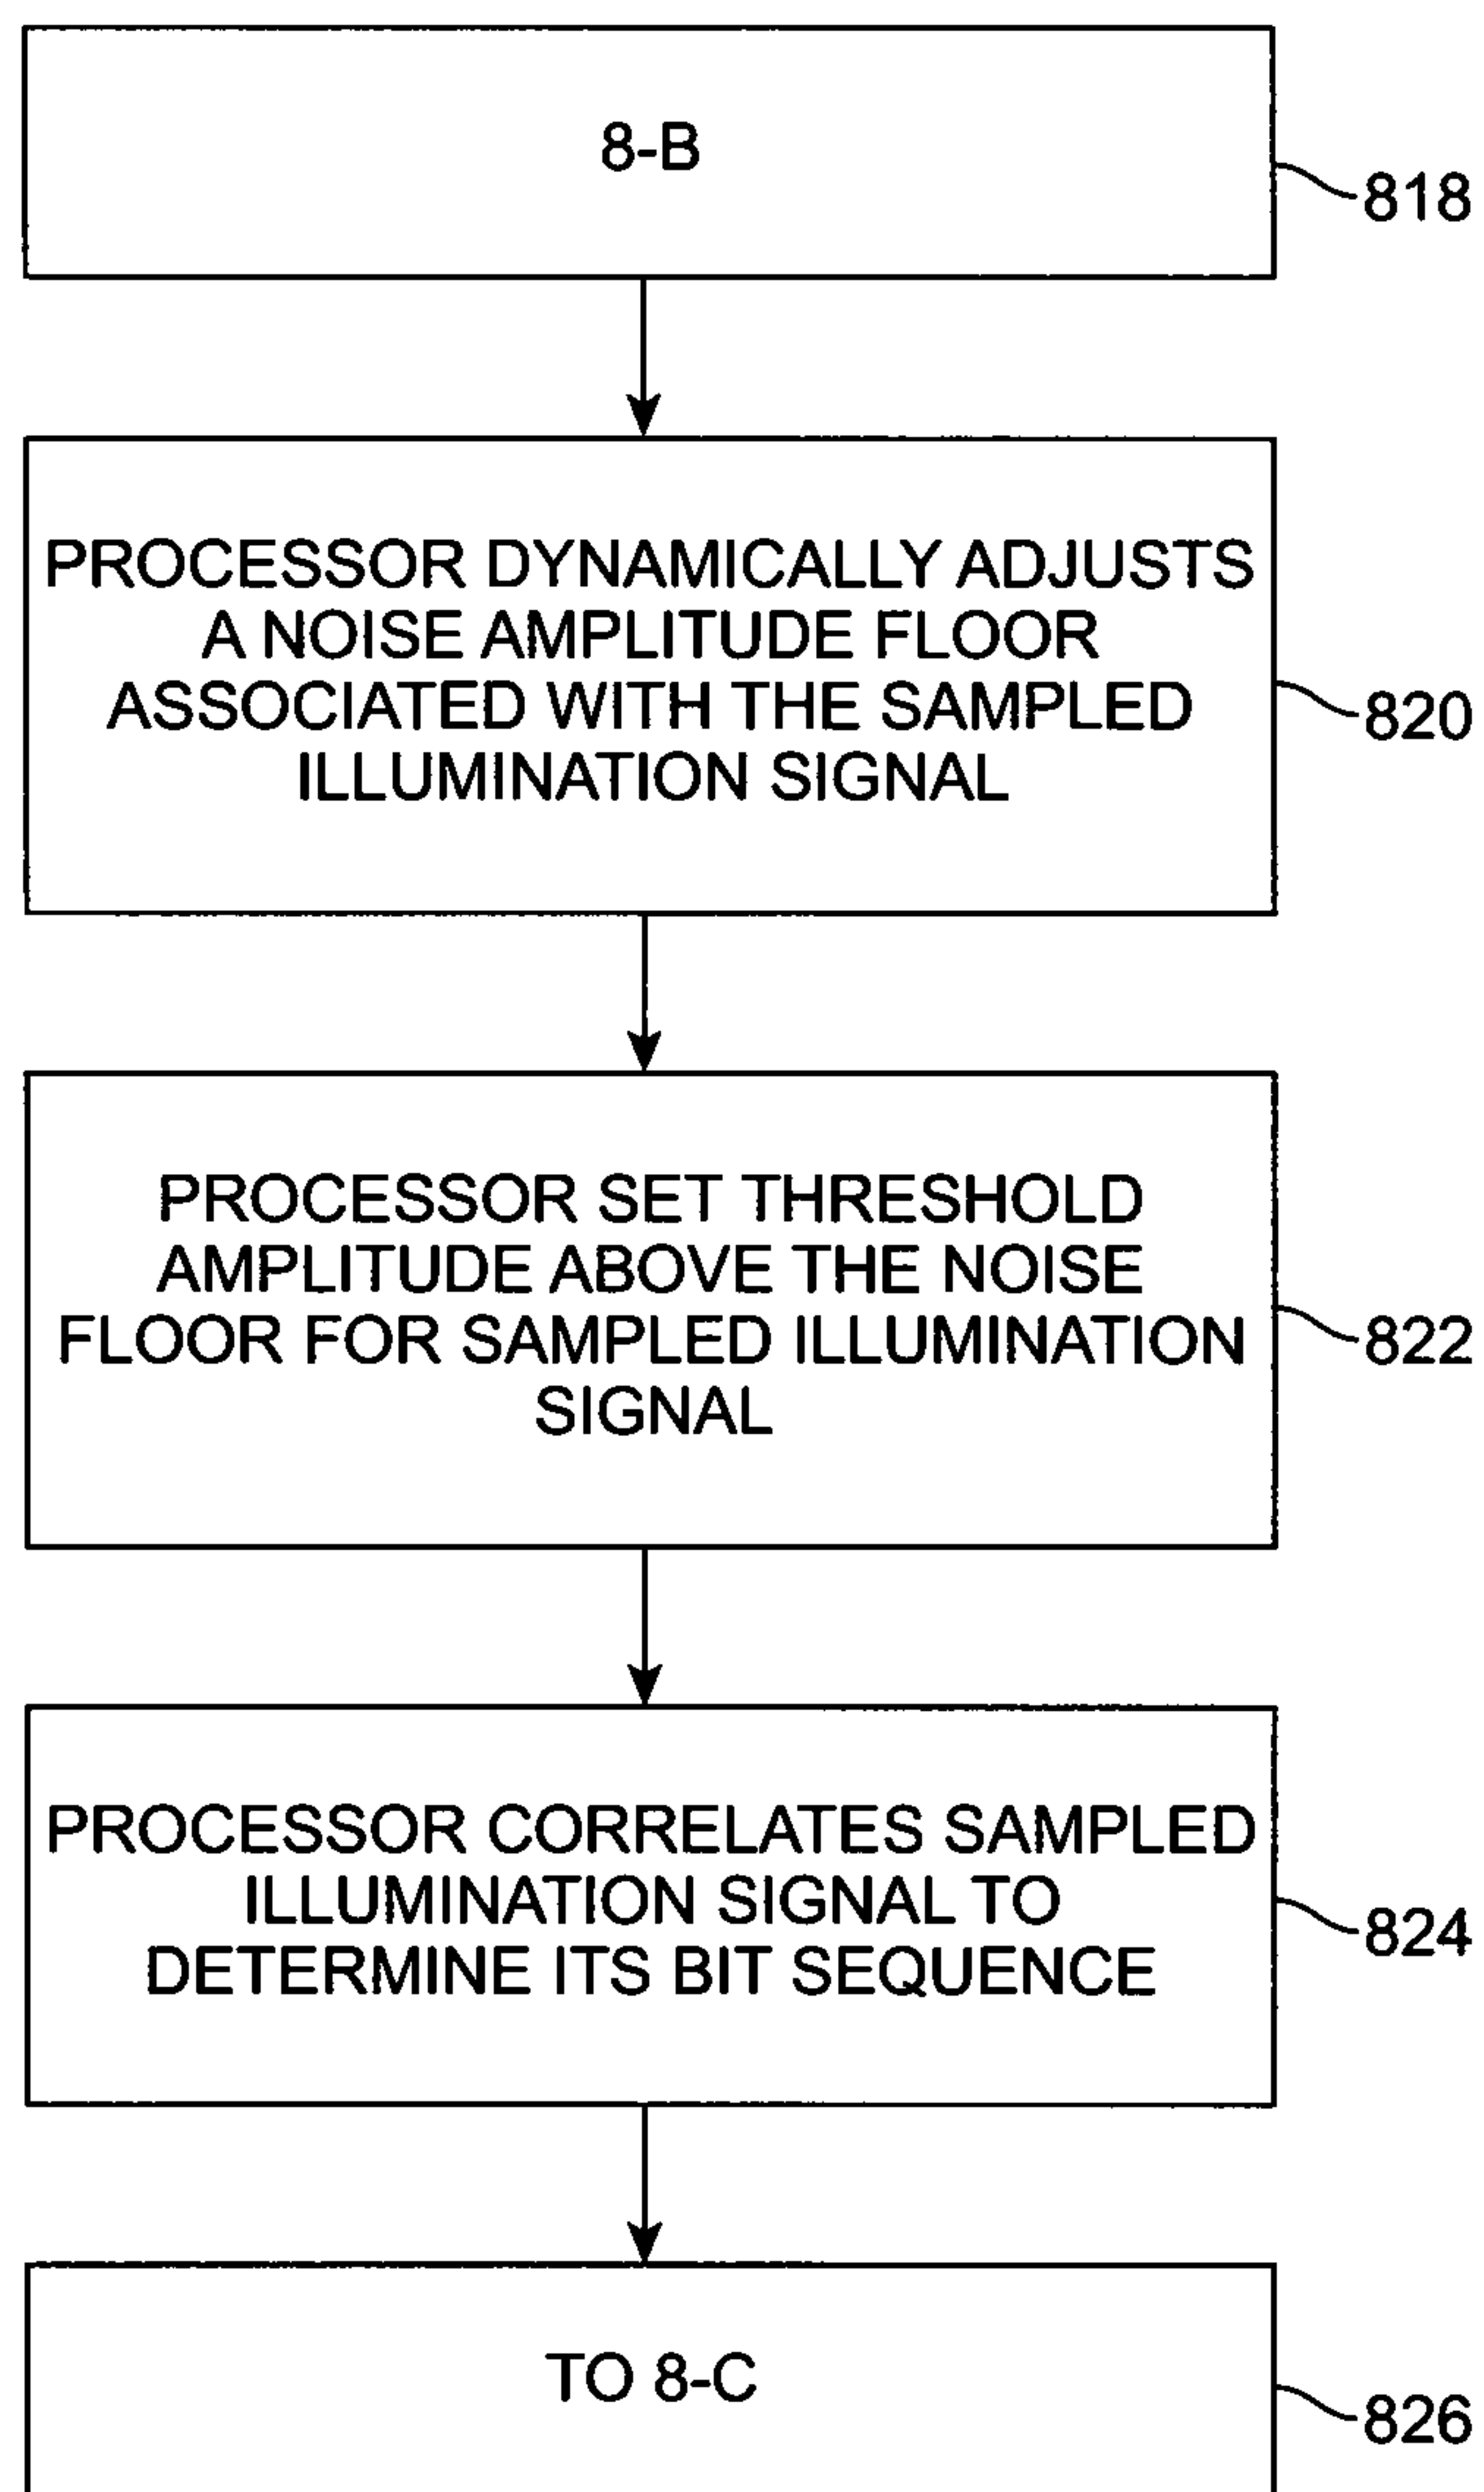 8-B
818
PROCESSOR DYNAMICALLY ADJUSTS
A NOISE AMPLITUDE FLOOR
ASSOCIATED WITH THE SAMPLED
ILLUMINATION SIGNAL
820
PROCESSOR SET THRESHOLD
AMPLITUDE ABOVE THE NOISE
FLOOR FOR SAMPLED ILLUMINATION
SIGNAL
822
PROCESSOR CORRELATES SAMPLED
ILLUMINATION SIGNAL TO
DETERMINE ITS BIT SEQUENCE
824
TO 8-C
826